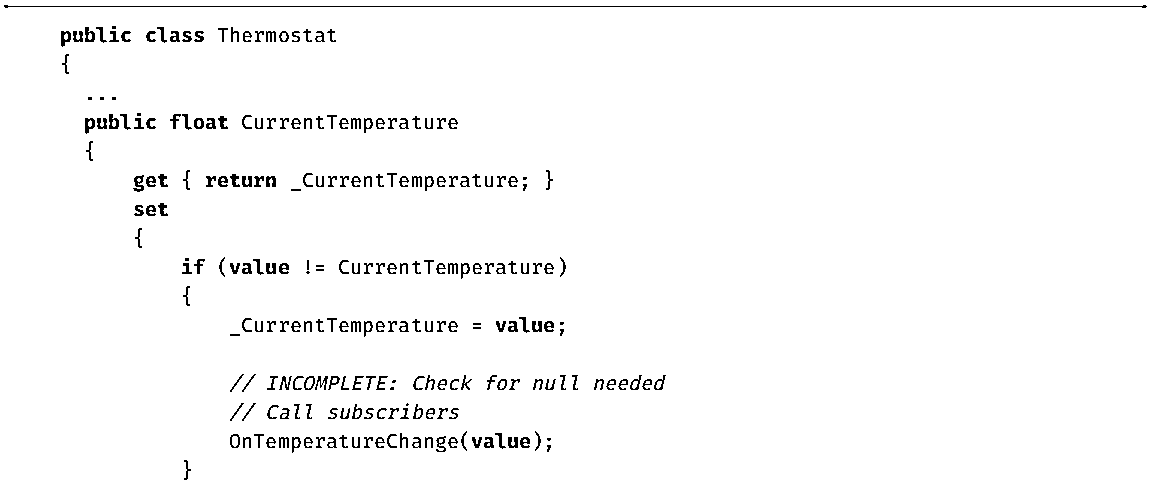 public class Thermostat
{
...
public float CurrentTemperature
{
get { return _CurrentTemperature; }
set
{
if (value != CurrentTemperature)
{
_CurrentTemperature = value;
// INCOMPLETE: Check for null needed
// Call subscribers
OnTemperatureChange(value);
}